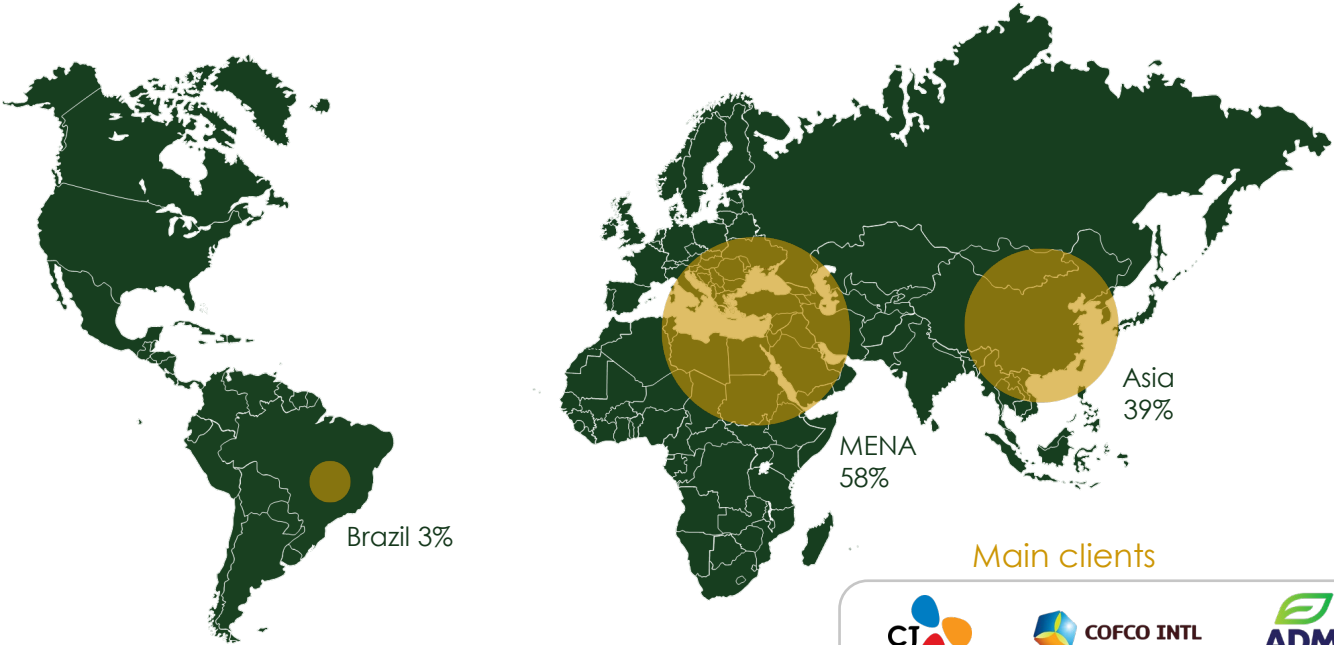 Asia
39%
MENA
58%
Brazil 3%
Main clients
CJ
COFCO INTL
ADM